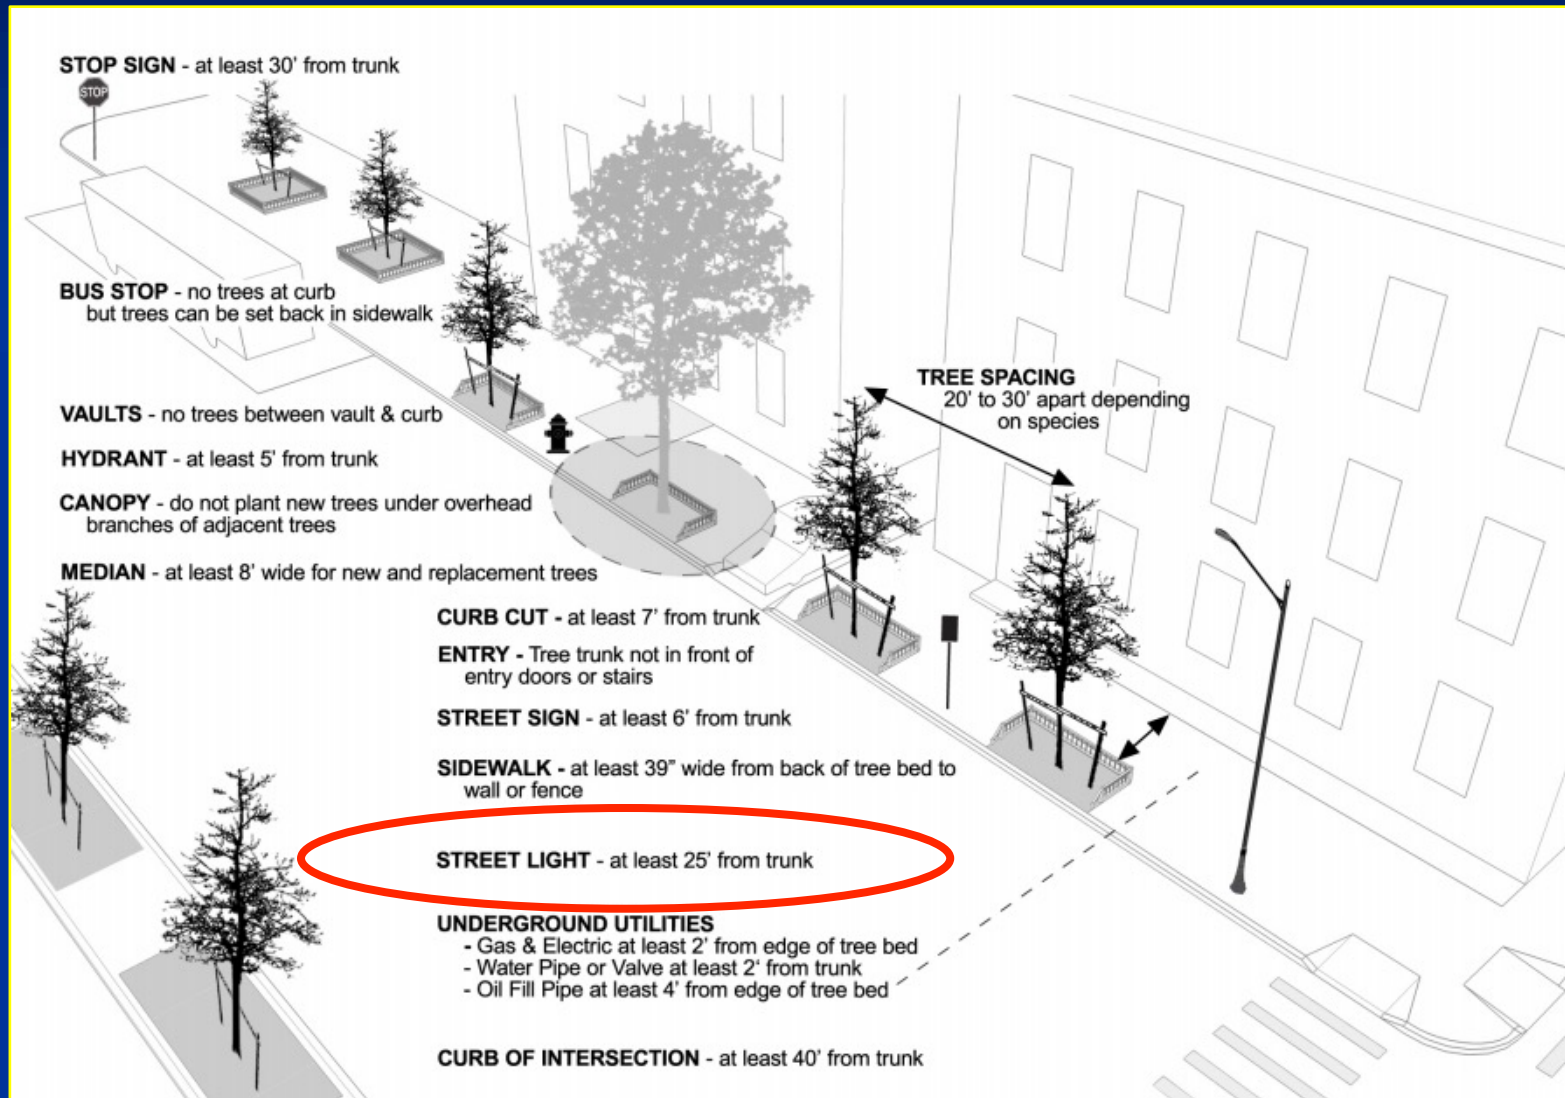 STOP SIGN - at least 30' from trunk
STOP
BUS STOP - no trees at curb
but trees can be set back in sidewalk
TREE SPACING
20' to 30' apart depending
on species
VAULTS - no trees between vault & curb
HYDRANT - at least 5' from trunk
CANOPY - do not plant new trees under overhead
branches of adjacent trees
MEDIAN - at least 8' wide for new and replacement trees
CURB CUT - at least 7' from trunk
ENTRY - Tree trunk not in front of
entry doors or stairs
STREET SIGN - at least 6' from trunk
SIDEWALK - at least 39” wide from back of tree bed to
wall or fence
STREET LIGHT - at least 25' from trunk
UNDERGROUND UTILITIES
- Gas & Electric at least 2' from edge of tree bed
- Water Pipe or Valve at least 2‘ from trunk
- Oil Fill Pipe at least 4' from edge of tree bed
CURB OF INTERSECTION - at least 40' from trunk